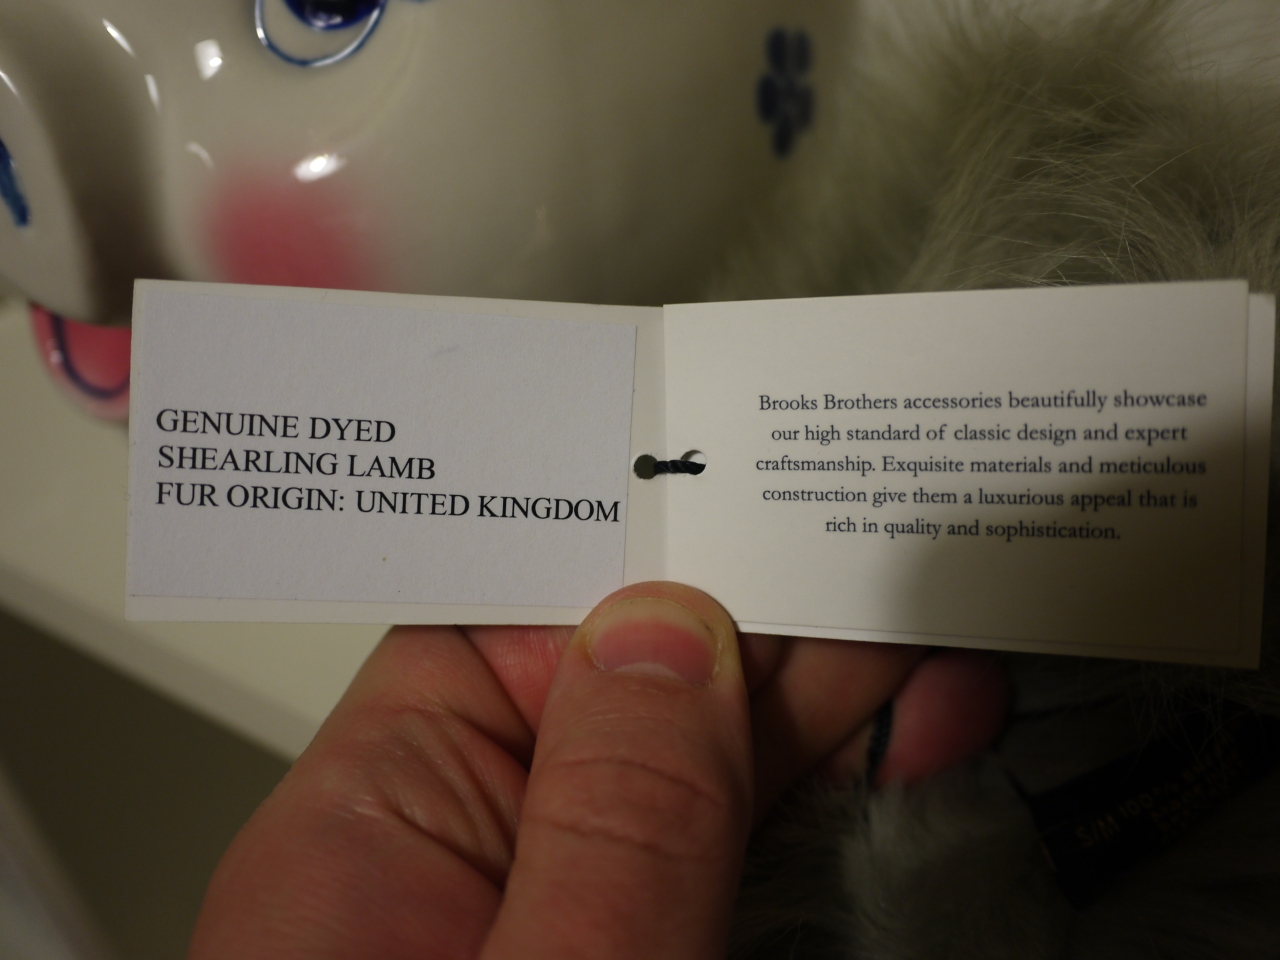 GENUINE DYED
SHEARLING LAMB
FUR ORIGIN: UNITED KINGDOM
Brooks Brothers accessories beautifully showcase
our high standard of classic design and expert
craftsmanship. Exquisite materials and meticulous
construction give them a luxurious appeal that is
rich in quality and sophistication.
S/M